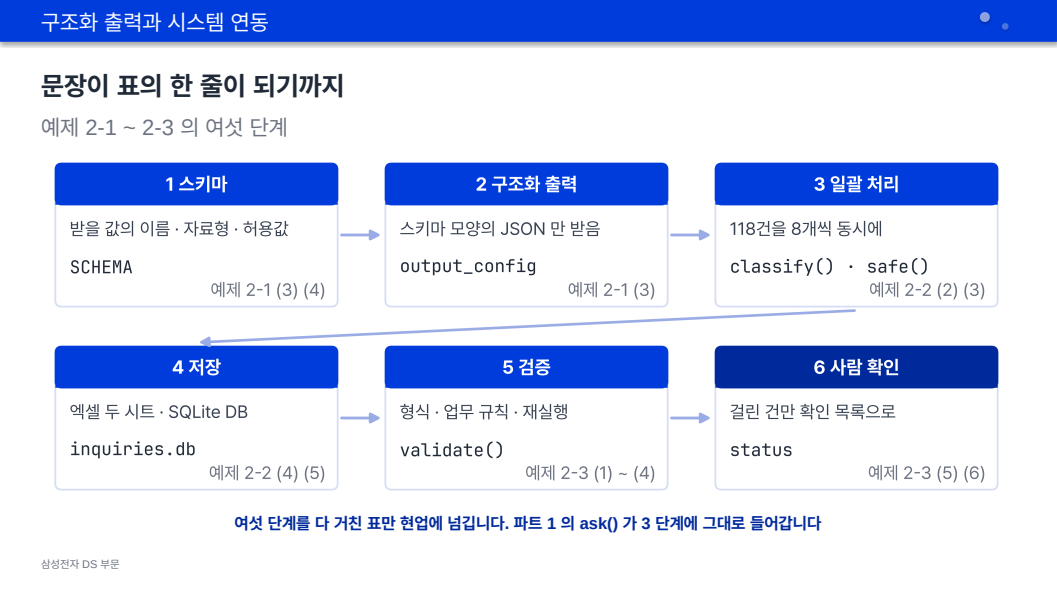 구조화 출력과 시스템 연동
문장이 표의 한 줄이 되기까지
예제 2-1 ~ 2-3 의 여섯 단계
1 스키마
받을 값의 이름 · 자료형 · 허용값
SCHEMA
예제 2-1 (3) (4)
2 구조화 출력
스키마 모양의 JSON 만 받음
output_config
예제 2-1 (3)
3 일괄 처리
118건을 8개씩 동시에
classify() · safe()
예제 2-2 (2) (3)
4 저장
엑셀 두 시트 · SQLite DB
inquiries.db
예제 2-2 (4) (5)
5 검증
형식 · 업무 규칙 · 재실행
validate()
예제 2-3 (1) ~ (4)
6 사람 확인
걸린 건만 확인 목록으로
status
예제 2-3 (5) (6)
여섯 단계를 다 거친 표만 현업에 넘깁니다. 파트 1 의 ask() 가 3 단계에 그대로 들어갑니다
삼성전자 DS 부문